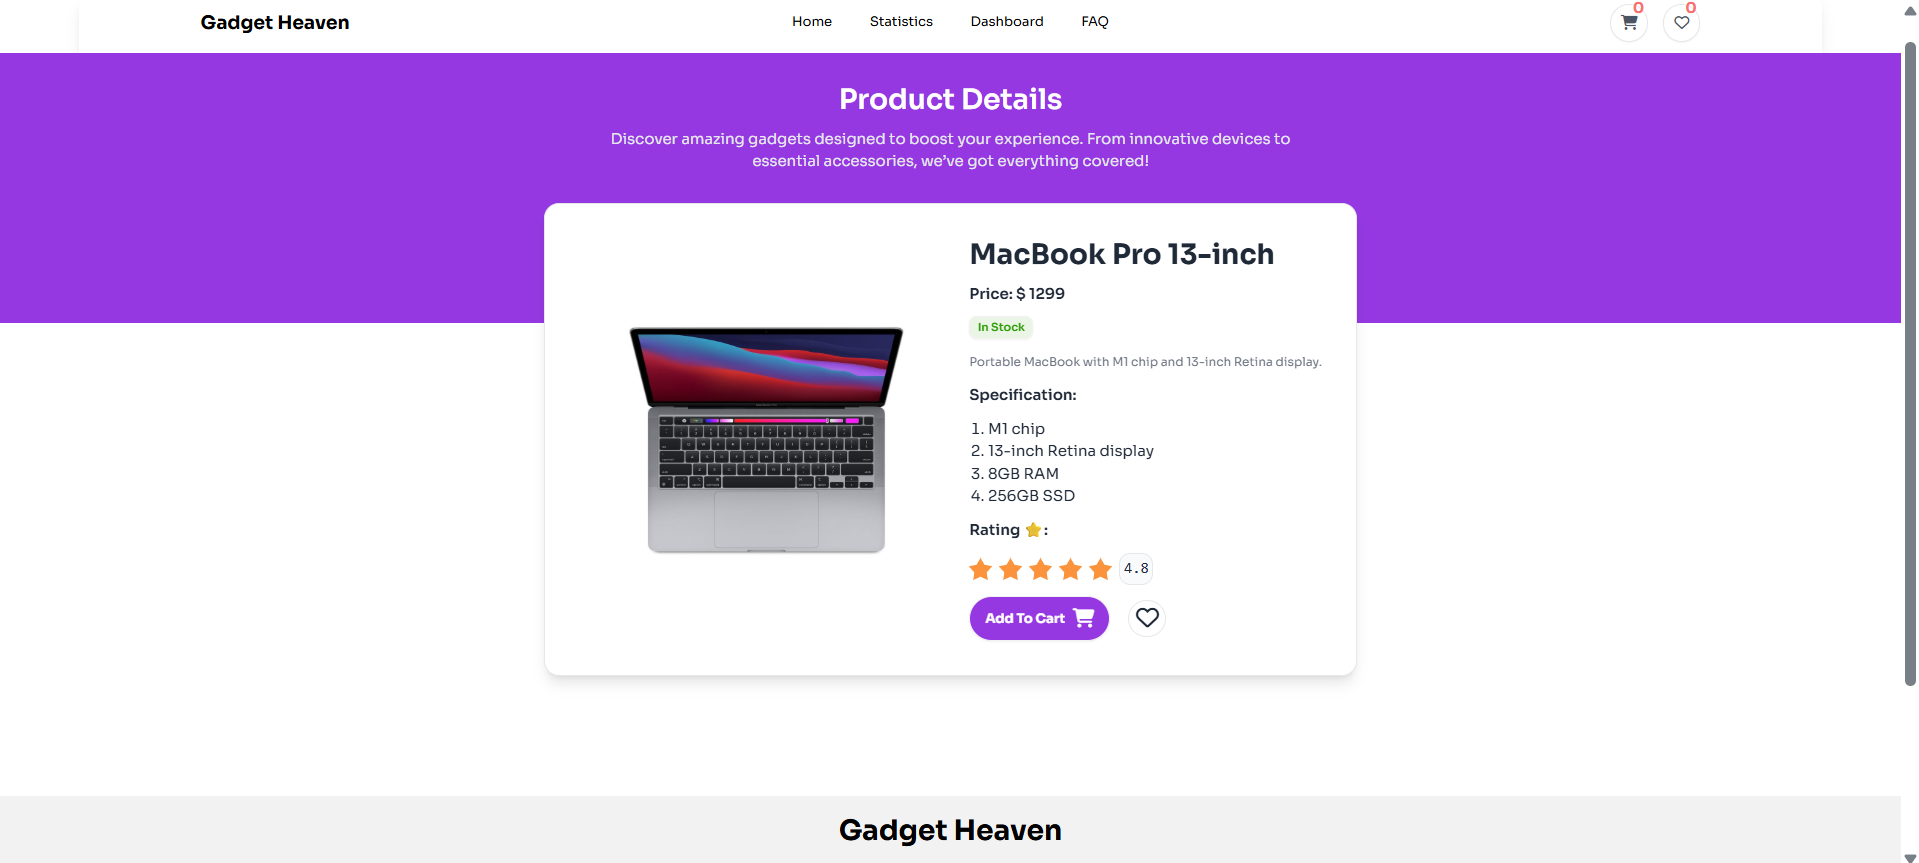 Gadget Heaven
Home
Statistics
Dashboard
FAQ
0
0
Product Details
Discover amazing gadgets designed to boost your experience. From innovative devices to
essential accessories, we’ve got everything covered!
MacBook Pro 13-inch
Price: $ 1299
In Stock
Portable MacBook with M1 chip and 13-inch Retina display.
Specification:
1. M1 chip
2. 13-inch Retina display
3. 8GB RAM
4. 256GB SSD
Rating ⭐:
4.8
Add To Cart
Gadget Heaven